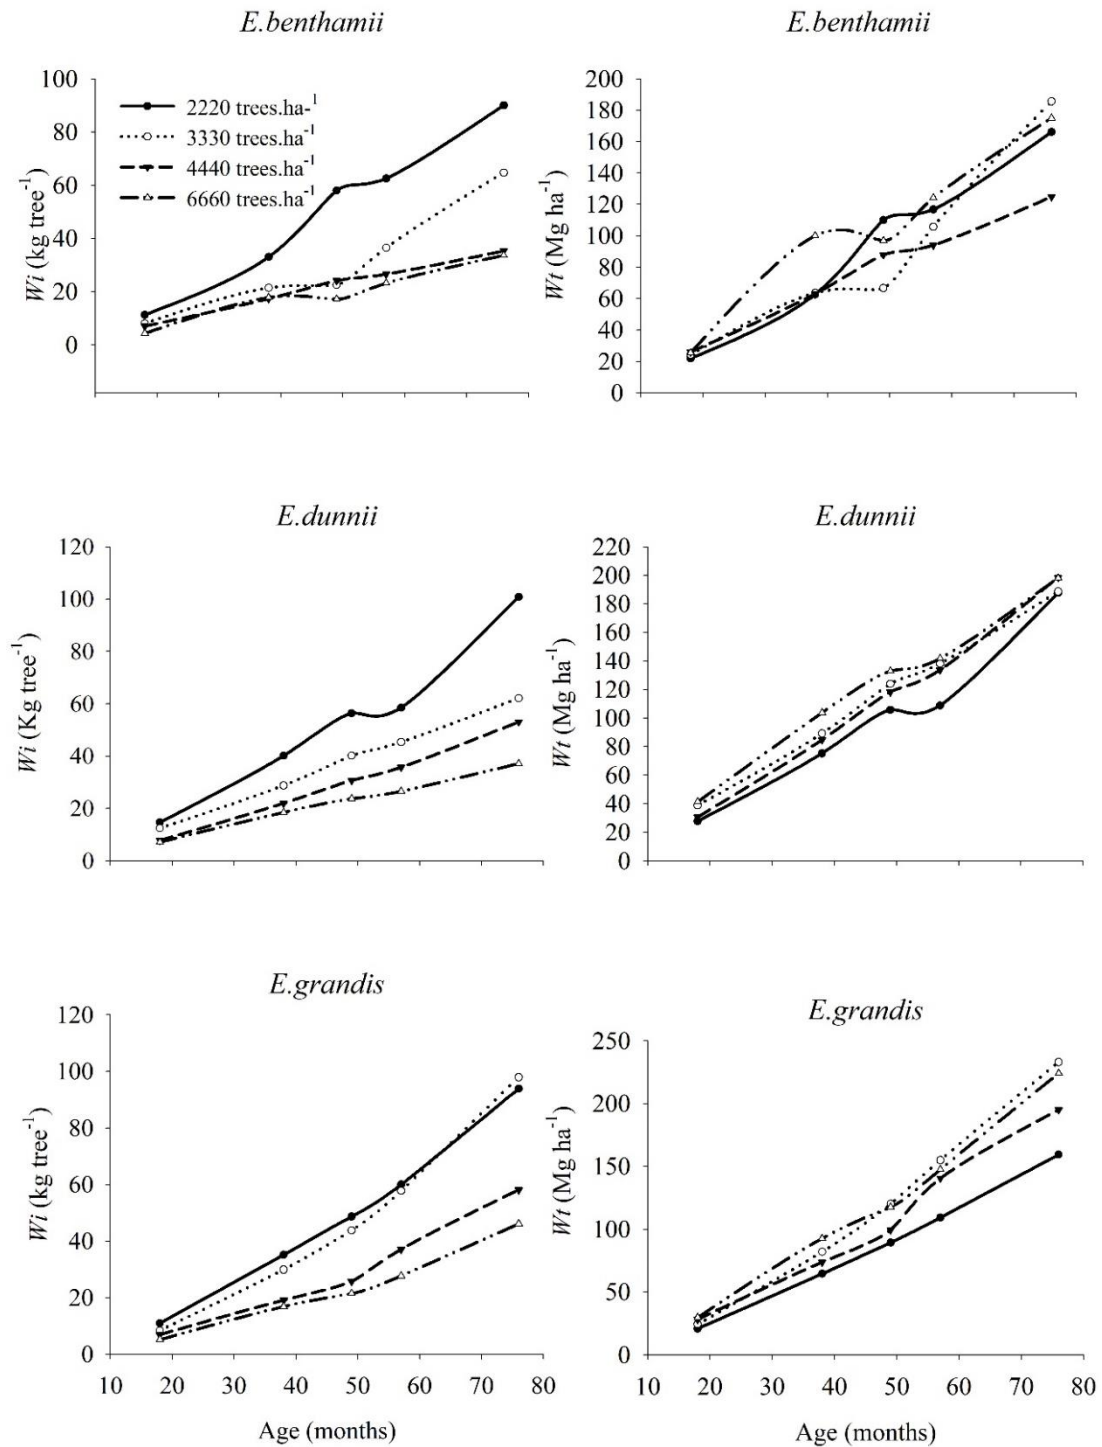 E.benthamii
100
80
60
40
20
0
Wi (kg tree-1)
2220 trees.ha-1
3330 trees.ha-1
4440 trees.ha-1
6660 trees.ha-1
E.benthamii
200
180
160
140
120
100
80
60
40
20
0
Wt (Mg ha-1)
E.dunnii
120
100
80
60
40
20
0
Wi (Kg tree-1)
E.dunnii
220
200
180
160
140
120
100
80
60
40
20
0
Wt (Mg ha-1)
E.grandis
120
100
80
60
40
20
0
Wi (kg tree-1)
10 20 30 40 50 60 70 80
Age (months)
E.grandis
250
200
150
100
50
0
Wt (Mg ha-1)
10 20 30 40 50 60 70 80
Age (months)